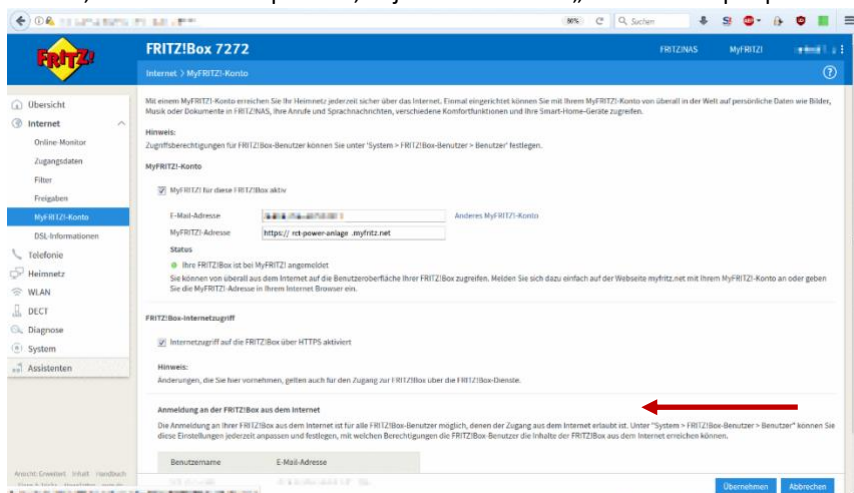 80%
Suchen
FRITZ!
FRITZ!Box 7272
FRITZ!NAS
MyFRITZ!
Internet > MyFRITZ!-Konto
Übersicht
Internet
Online-Monitor
Zugangsdaten
Filter
Freigaben
MyFRITZ!-Konto
DSL-Informationen
Telefonie
Heimnetz
WLAN
DECT
Diagnose
System
Assistenten
Ansicht: Erweitert Inhalt Handbuch
Mit einem MyFRITZ!-Konto erreichen Sie Ihr Heimnetz jederzeit sicher über das Internet. Einmal eingerichtet können Sie mit Ihrem MyFRITZ!-Konto von überall in der Welt auf persönliche Daten wie Bilder,
Musik oder Dokumente in FRITZ!NAS, Ihre Anrufe und Sprachnachrichten, verschiedene Komfortfunktionen und Ihre Smart-Home-Geräte zugreifen.
Hinweis:
Zugriffsberechtigungen für FRITZ!Box-Benutzer können Sie unter "System > FRITZ!Box-Benutzer > Benutzer" festlegen.
MyFRITZ!-Konto
MyFRITZ! für diese FRITZ!Box aktiv
E-Mail-Adresse
Anderes MyFRITZ!-Konto
MyFRITZ!-Adresse https:// ret-power-anlage .myfritz.net
Status
Ihre FRITZ!Box ist bei MyFRITZ! angemeldet
Sie können von überall aus dem Internet auf die Benutzeroberfläche Ihrer FRITZ!Box zugreifen. Melden Sie sich dazu einfach auf der Webseite myfritz.net mit Ihrem MyFRITZ!-Konto an oder geben
Sie die MyFRITZ!-Adresse in Ihrem Internet Browser ein.
FRITZ!Box-Internetzugriff
Internetzugriff auf die FRITZ!Box über HTTPS aktiviert
Hinweis:
Änderungen, die Sie hier vornehmen, gelten auch für den Zugang zur FRITZ!Box über die FRITZ!Box-Dienste.
Anmeldung an der FRITZ!Box aus dem Internet
Die Anmeldung an Ihrer FRITZ!Box aus dem Internet ist für alle FRITZ!Box-Benutzer möglich, denen der Zugang aus dem Internet erlaubt ist. Unter "System > FRITZ!Box-Benutzer > Benutzer" können Sie
diese Einstellungen jederzeit anpassen und festlegen, mit welchen Berechtigungen die FRITZ!Box-Benutzer die Inhalte der FRITZ!Box aus dem Internet erreichen können.
Benutzername E-Mail-Adresse
Übernehmen Abbrechen